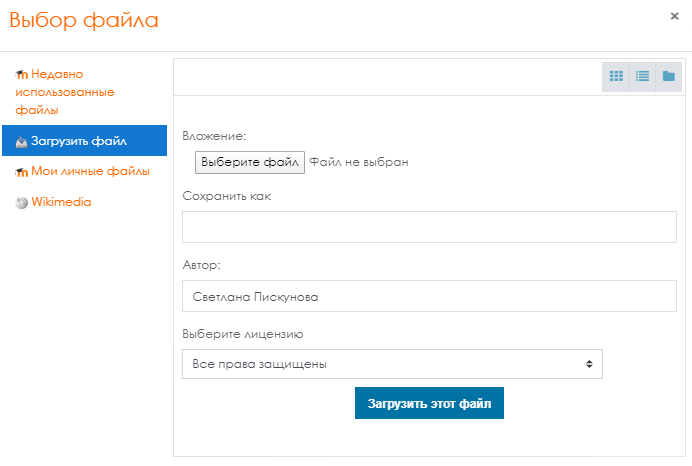 Выбор файла
×
Недавно
использованные
файлы
Загрузить файл
Мои личные файлы
Wikimedia
Вложение:
Выберите файл Файл не выбран
Сохранить как
Автор:
Светлана Пискунова
Выберите лицензию
Все права защищены
Загрузить этот файл